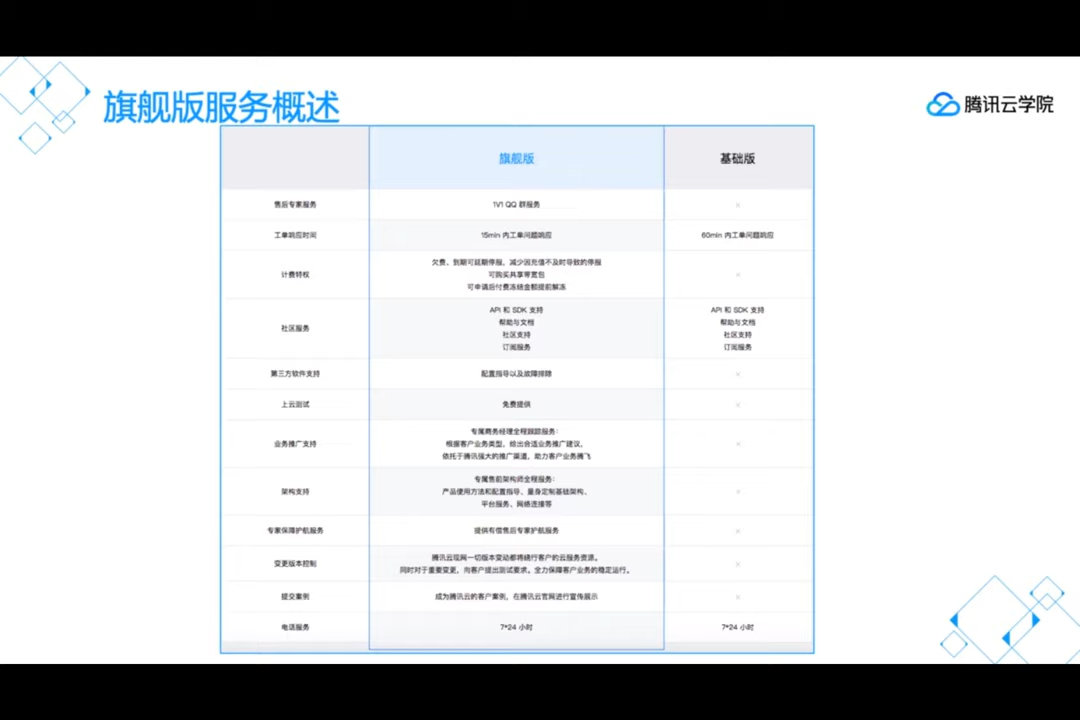 旗舰版服务概述
腾讯云学院
旗舰版 基础版
售后专家服务 1V1 QQ 群服务 ×
工单响应时间 15min 内工单问题响应 60min 内工单问题响应
计费特权 欠费、到期可延期停服，减少因充值不及时导致的停服 ×
可购买共享带宽包
可申请后付费冻结金额提前解冻
社区服务 API 和 SDK 支持 API 和 SDK 支持
帮助与文档 帮助与文档
社区支持 社区支持
订阅服务 订阅服务
第三方软件支持 配置指导以及故障排除 ×
上云测试 免费提供 ×
业务推广支持 专属商务经理全程跟踪服务： ×
根据客户业务类型，给出合适业务推广建议，
依托于腾讯强大的推广渠道，助力客户业务腾飞
架构支持 专属售前架构师全程服务： ×
产品使用方法和配置指导、量身定制基础架构、
平台服务、网络连接等
专家保障护航服务 提供有偿售后专家护航服务 ×
变更版本控制 腾讯云现网一切版本变动都将绕行客户的云服务资源， ×
同时对于重要变更，向客户提出测试要求。全力保障客户业务的稳定运行。
提交案例 成为腾讯云的客户案例，在腾讯云官网进行宣传展示 ×
电话服务 7*24 小时 7*24 小时